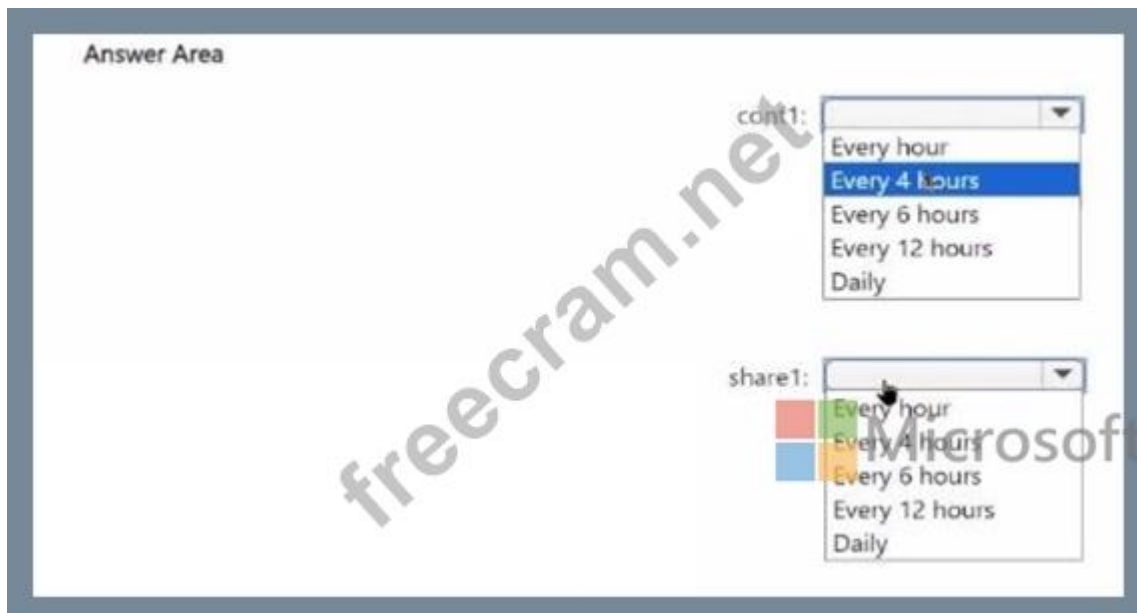 Answer Area
cont1:
Every hour
Every 4 hours
Every 6 hours
Every 12 hours
Daily
share1:
Every hour
Every 4 hours
Every 6 hours
Every 12 hours
Daily
Microsoft
freecram.net